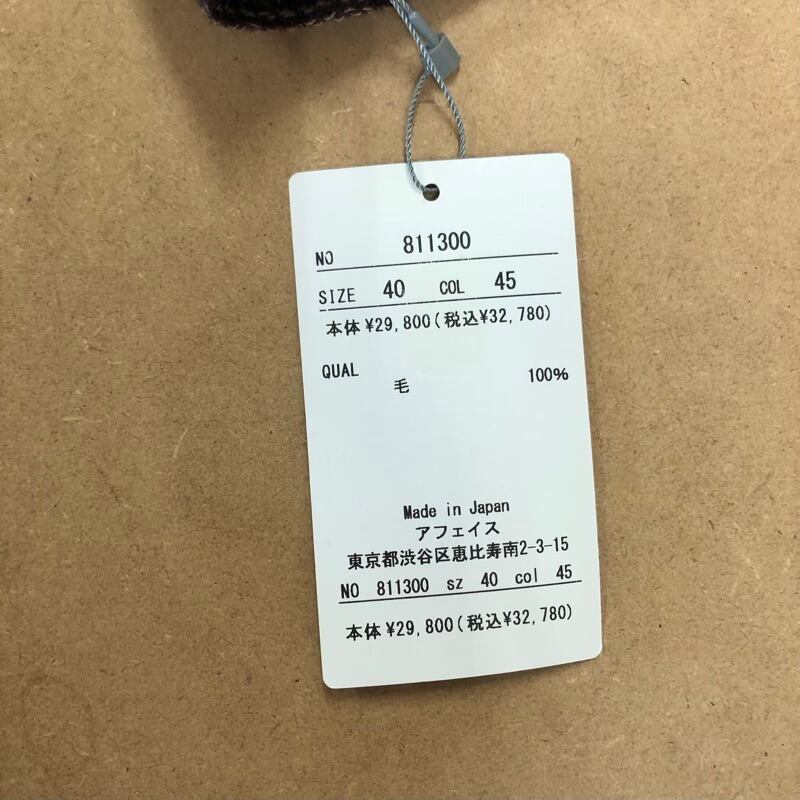 NO 811300
SIZE 40 COL 45
本体¥29,800(税込¥32,780)
QUAL
毛 100%
Made in Japan
アフェイス
東京都渋谷区恵比寿南2-3-15
NO 811300 sz 40 col 45
本体¥29,800(税込¥32,780)